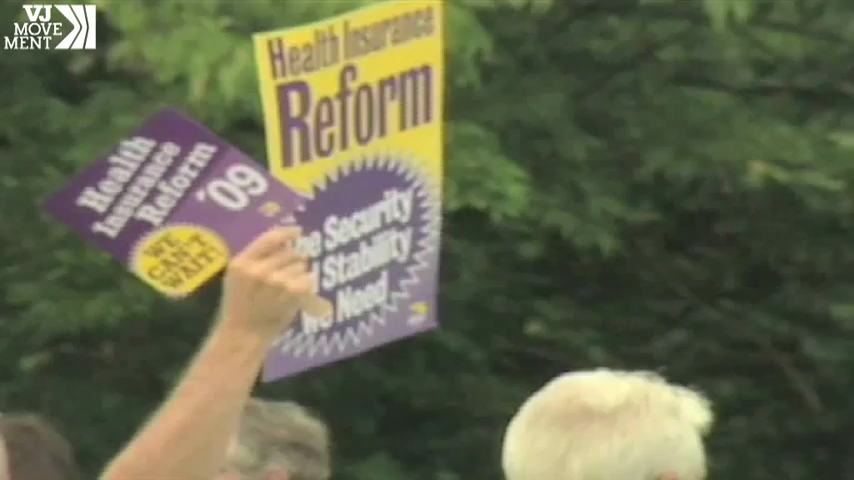 VJ
MOVE
MENT
Health Insurance
Reform
Security
Stability
We Need
Health
Insurance
Reform
'09
WE
CAN'T
WAIT!